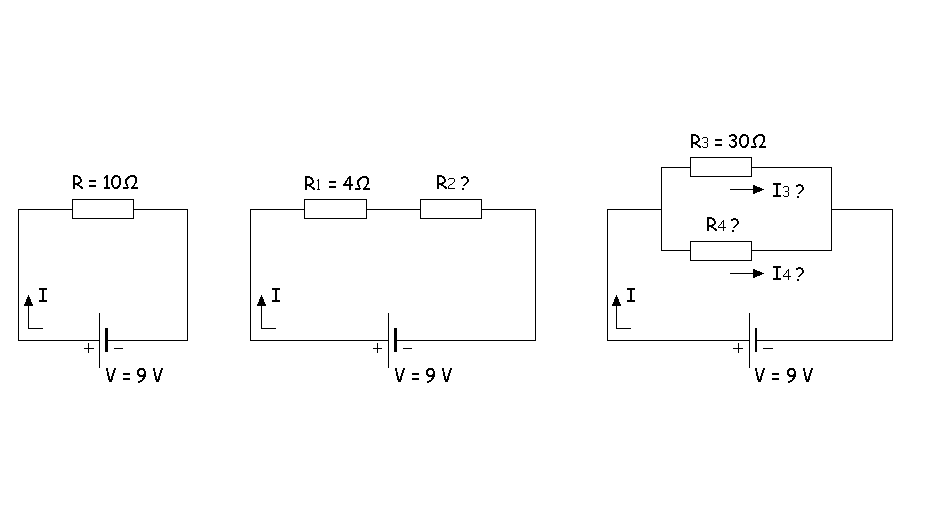 R = 10Ω
I
+ −
V = 9 V
R1 = 4Ω
R2 ?
I
+ −
V = 9 V
R3 = 30Ω
I3 ?
R4 ?
I4 ?
I
+ −
V = 9 V